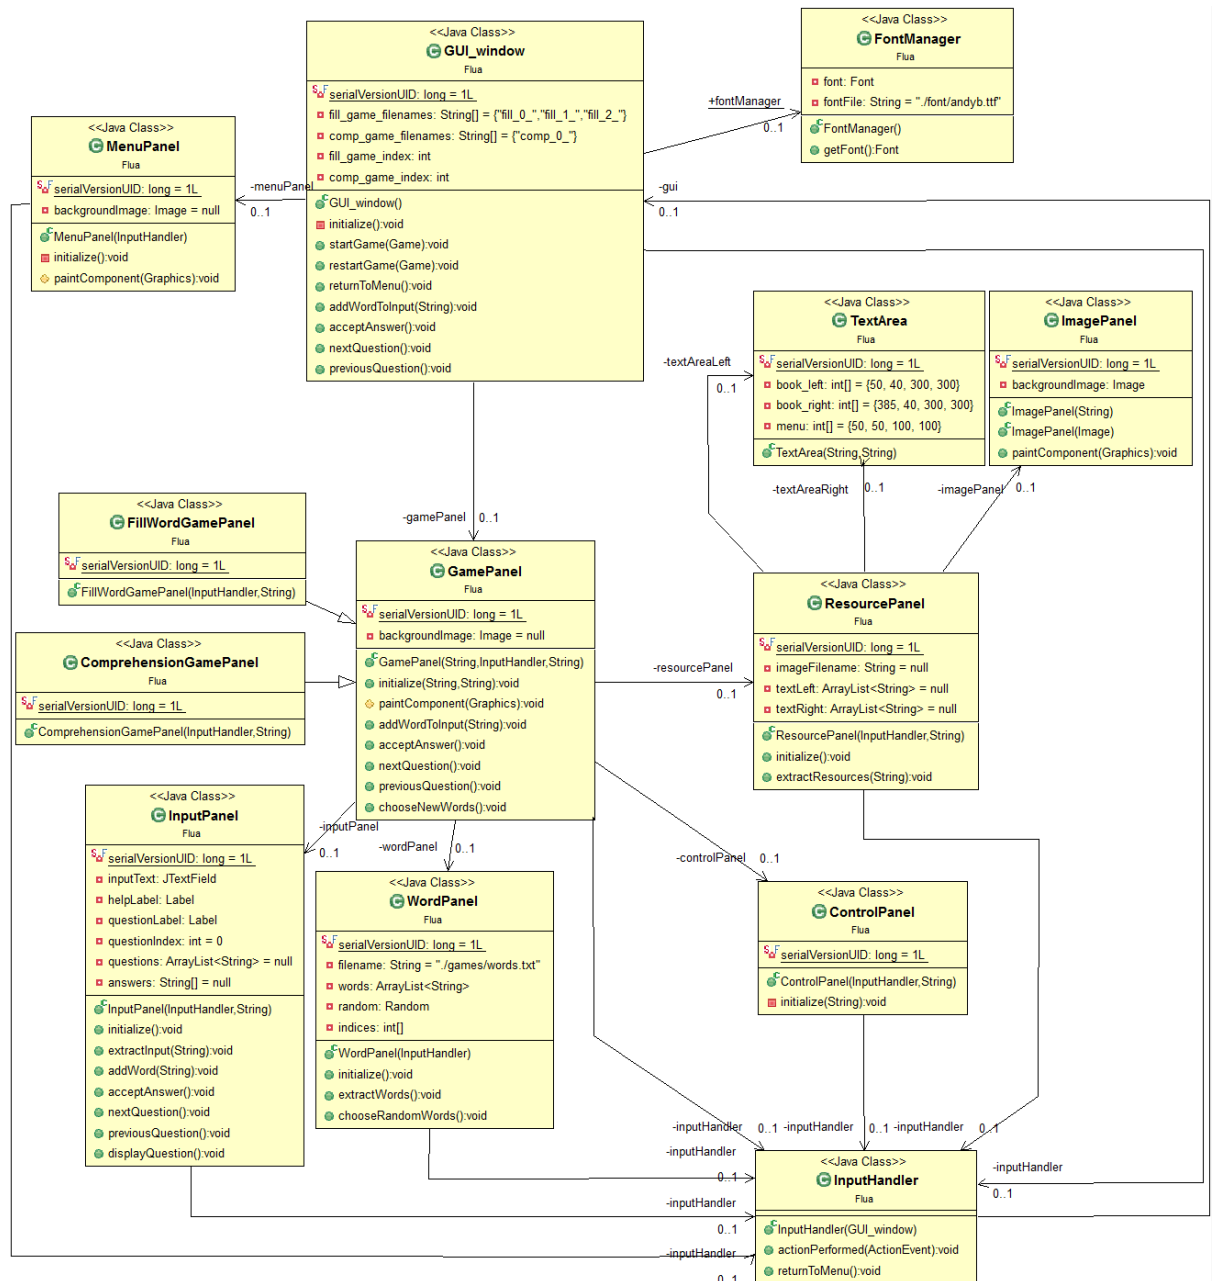 <<Java Class>>
GUI_window
Flua
serialVersionUID: long = 1L
fill_game_filenames: String[] = {"fill_0_","fill_1_","fill_2_"}
comp_game_filenames: String[] = {"comp_0_"}
fill_game_index: int
comp_game_index: int
GUI_window()
initialize():void
startGame(Game):void
restartGame(Game):void
returnToMenu():void
addWordToInput(String):void
acceptAnswer():void
nextQuestion():void
previousQuestion():void
<<Java Class>>
FontManager
Flua
font: Font
fontFile: String = "./font/andyb.ttf"
FontManager()
getFont():Font
+fontManager
0..1
<<Java Class>>
MenuPanel
Flua
serialVersionUID: long = 1L
backgroundImage: Image = null
MenuPanel(InputHandler)
initialize():void
paintComponent(Graphics):void
-menuPanel
0..1
-gui
0..1
<<Java Class>>
TextArea
Flua
serialVersionUID: long = 1L
book_left: int[] = {50, 40, 300, 300}
book_right: int[] = {385, 40, 300, 300}
menu: int[] = {50, 50, 100, 100}
TextArea(String,String)
<<Java Class>>
ImagePanel
Flua
serialVersionUID: long = 1L
backgroundImage: Image
ImagePanel(String)
ImagePanel(Image)
paintComponent(Graphics):void
-textAreaLeft
0..1
-textAreaRight
0..1
-imagePanel
0..1
-gamePanel
0..1
<<Java Class>>
FillWordGamePanel
Flua
serialVersionUID: long = 1L
FillWordGamePanel(InputHandler,String)
<<Java Class>>
GamePanel
Flua
serialVersionUID: long = 1L
backgroundImage: Image = null
GamePanel(String,InputHandler,String)
initialize(String,String):void
paintComponent(Graphics):void
addWordToInput(String):void
acceptAnswer():void
nextQuestion():void
previousQuestion():void
chooseNewWords():void
<<Java Class>>
ResourcePanel
Flua
serialVersionUID: long = 1L
imageFilename: String = null
textLeft: ArrayList<String> = null
textRight: ArrayList<String> = null
ResourcePanel(InputHandler,String)
initialize():void
extractResources(String):void
-resourcePanel
0..1
<<Java Class>>
ComprehensionGamePanel
Flua
serialVersionUID: long = 1L
ComprehensionGamePanel(InputHandler,String)
<<Java Class>>
InputPanel
Flua
serialVersionUID: long = 1L
inputText: JTextField
helpLabel: Label
questionLabel: Label
questionIndex: int = 0
questions: ArrayList<String> = null
answers: String[] = null
InputPanel(InputHandler,String)
initialize():void
extractInput(String):void
addWord(String):void
acceptAnswer():void
nextQuestion():void
previousQuestion():void
displayQuestion():void
-inputPanel
0..1
-wordPanel
0..1
-controlPanel
0..1
<<Java Class>>
WordPanel
Flua
serialVersionUID: long = 1L
filename: String = "./games/words.txt"
words: ArrayList<String>
random: Random
indices: int[]
WordPanel(InputHandler)
initialize():void
extractWords():void
chooseRandomWords():void
<<Java Class>>
ControlPanel
Flua
serialVersionUID: long = 1L
ControlPanel(InputHandler,String)
initialize(String):void
-inputHandler
0..1
-inputHandler
0..1
-inputHandler
0..1
-inputHandler
0..1
-inputHandler
0..1
-inputHandler
0..1
-inputHandler
0..1
<<Java Class>>
InputHandler
Flua
InputHandler(GUI_window)
actionPerformed(ActionEvent):void
returnToMenu():void